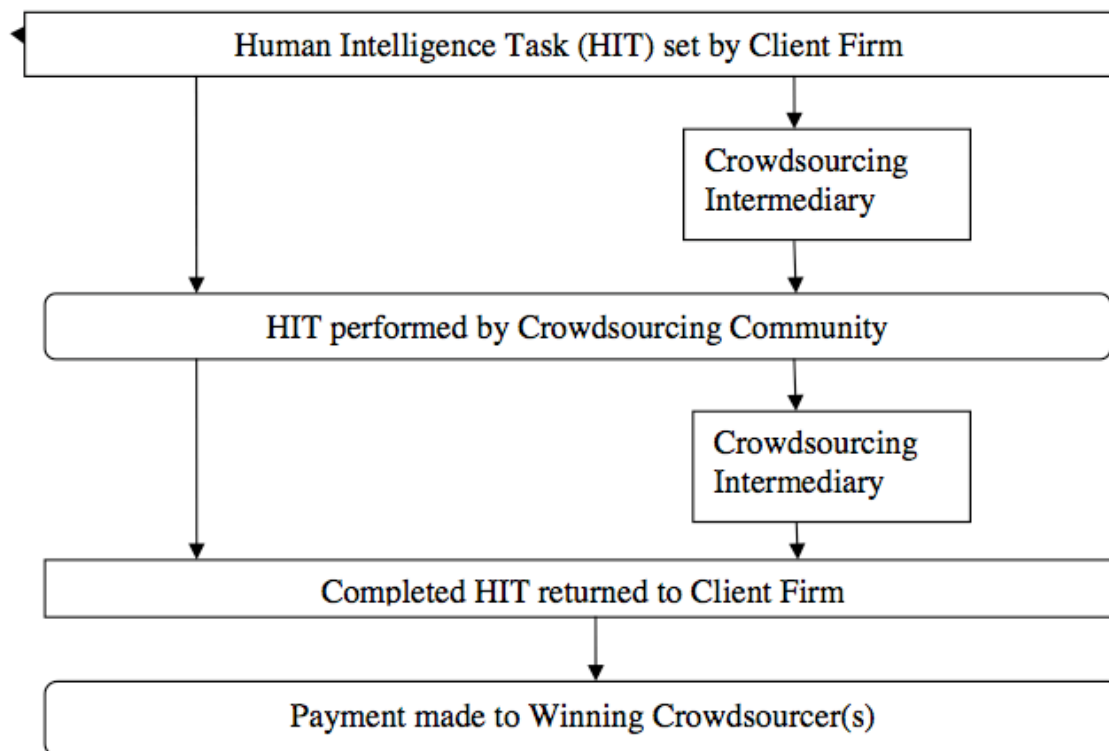 Human Intelligence Task (HIT) set by Client Firm
Crowdsourcing
Intermediary
HIT performed by Crowdsourcing Community
Crowdsourcing
Intermediary
Completed HIT returned to Client Firm
Payment made to Winning Crowdsourcer(s)